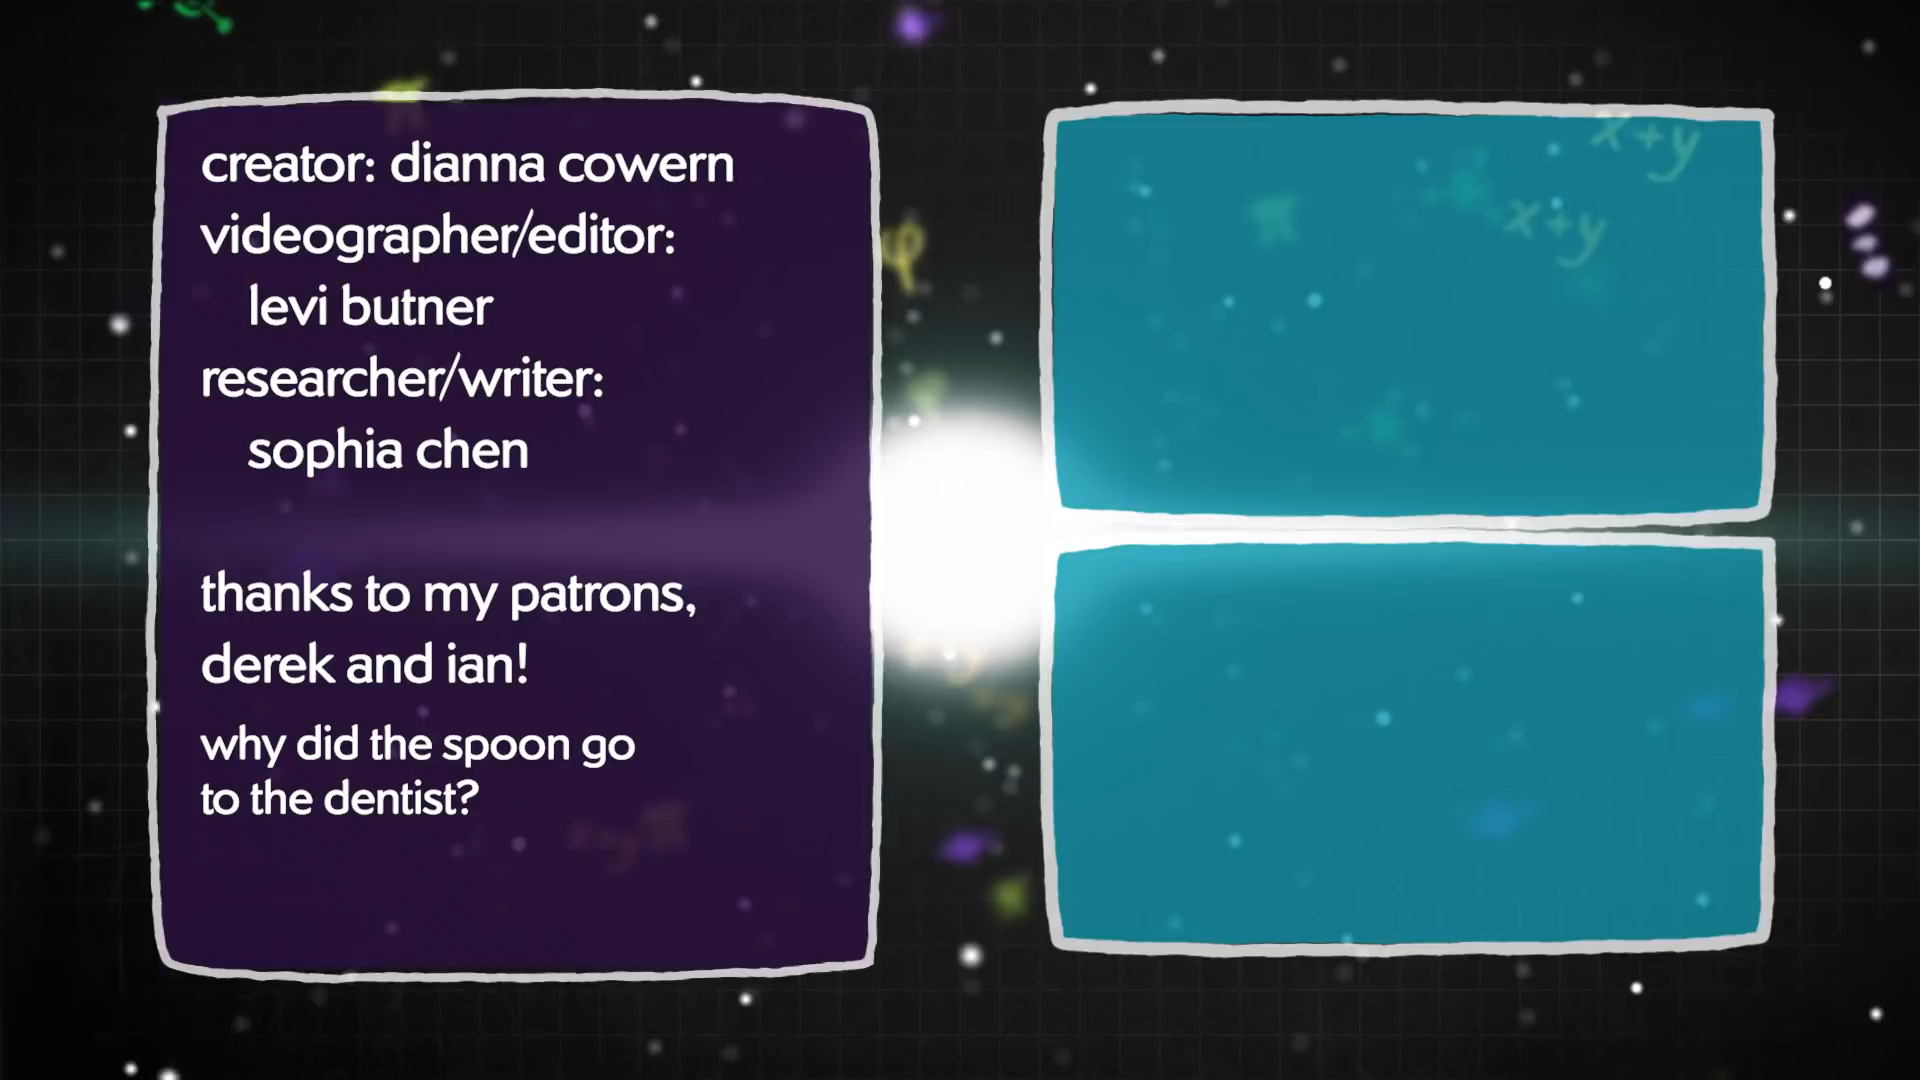 creator: dianna cowern
videographer/editor:
levi butner
researcher/writer:
sophia chen
thanks to my patrons,
derek and ian!
why did the spoon go
to the dentist?
x+y
x+y
φ